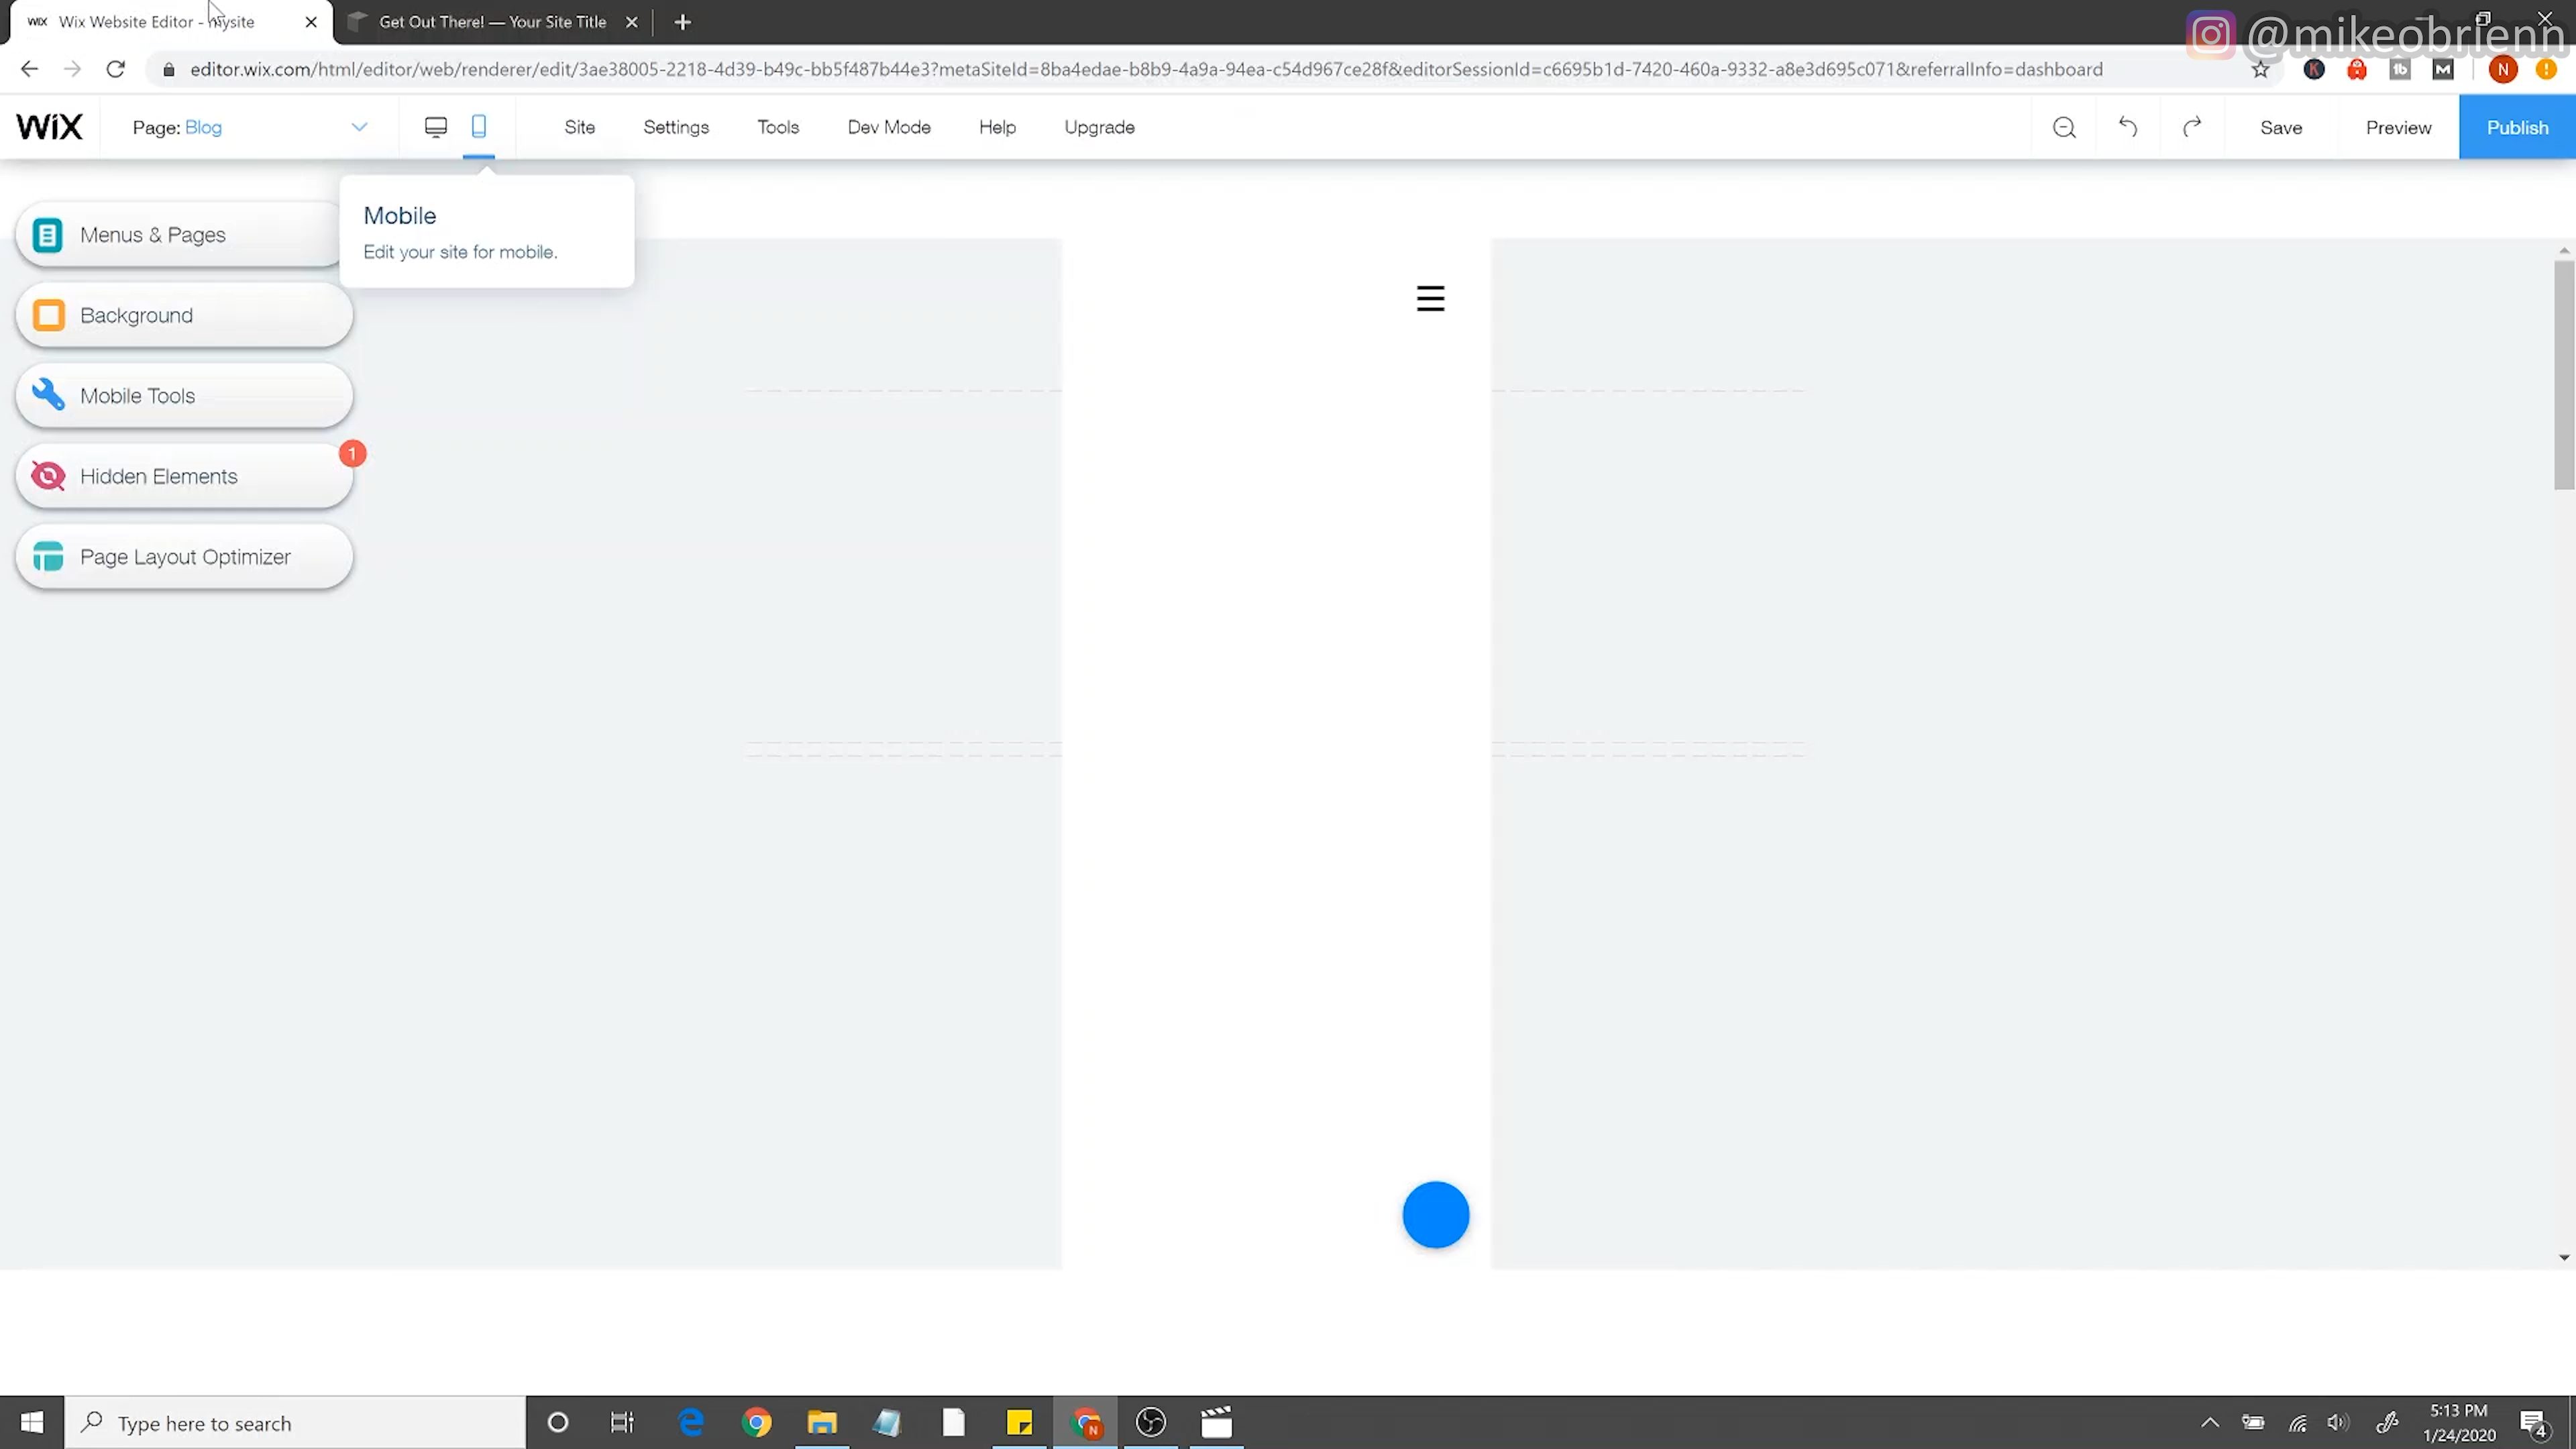 WiX Wix Website Editor - mysite
Get Out There! — Your Site Title
@mikeobrienn
editor.wix.com/html/editor/web/renderer/edit/3ae38005-2218-4d39-b49c-bb5f487b44e3?metaSiteId=8ba4edae-b8b9-4a9a-94ea-c54d967ce28f&editorSessionId=c6695b1d-7420-460a-9332-a8e3d695c071&referralInfo=dashboard
K
tb
M
N
WiX
Page: Blog
Site
Settings
Tools
Dev Mode
Help
Upgrade
Save
Preview
Publish
Mobile
Edit your site for mobile.
Menus & Pages
Background
Mobile Tools
1
Hidden Elements
Page Layout Optimizer
Type here to search
N
5:13 PM
1/24/2020
4